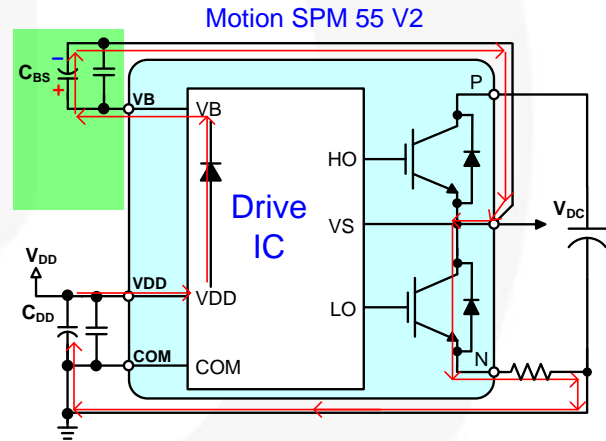 Motion SPM 55 V2
−
CBS
+
VB
VB
P
HO
Drive
IC
VS
VDC
VDD
VDD
VDD
LO
CDD
COM
COM
N